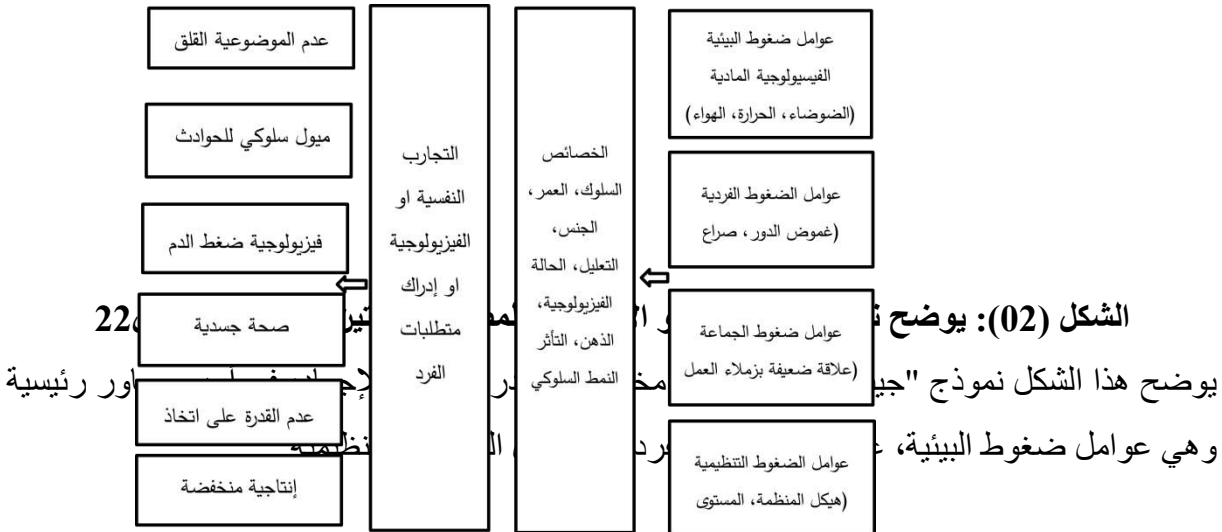 عوامل ضغوط البيئية
الفيسيولوجية المادية
(الضوضاء، الحرارة، الهواء)
عوامل الضغوط الفردية
(غموض الدور، صراع
عوامل ضغوط الجماعة
(علاقة ضعيفة بزملاء العمل
عوامل الضغوط التنظيمية
(هيكل المنظمة، المستوى
الخصائص
السلوك، العمر،
الجنس،
التعليل، الحالة
الفيزيولوجية،
الذهن، التأثر
النمط السلوكي
التجارب
النفسية او
الفيزيولوجية
او إدراك
متطلبات
الفرد
عدم الموضوعية القلق
ميول سلوكي للحوادث
فيزيولوجية ضغط الدم
صحة جسدية
عدم القدرة على اتخاذ
إنتاجية منخفضة
الشكل (02): يوضح 22
يوضح هذا الشكل نموذج رئيسية
وهي عوامل ضغوط البيئية،